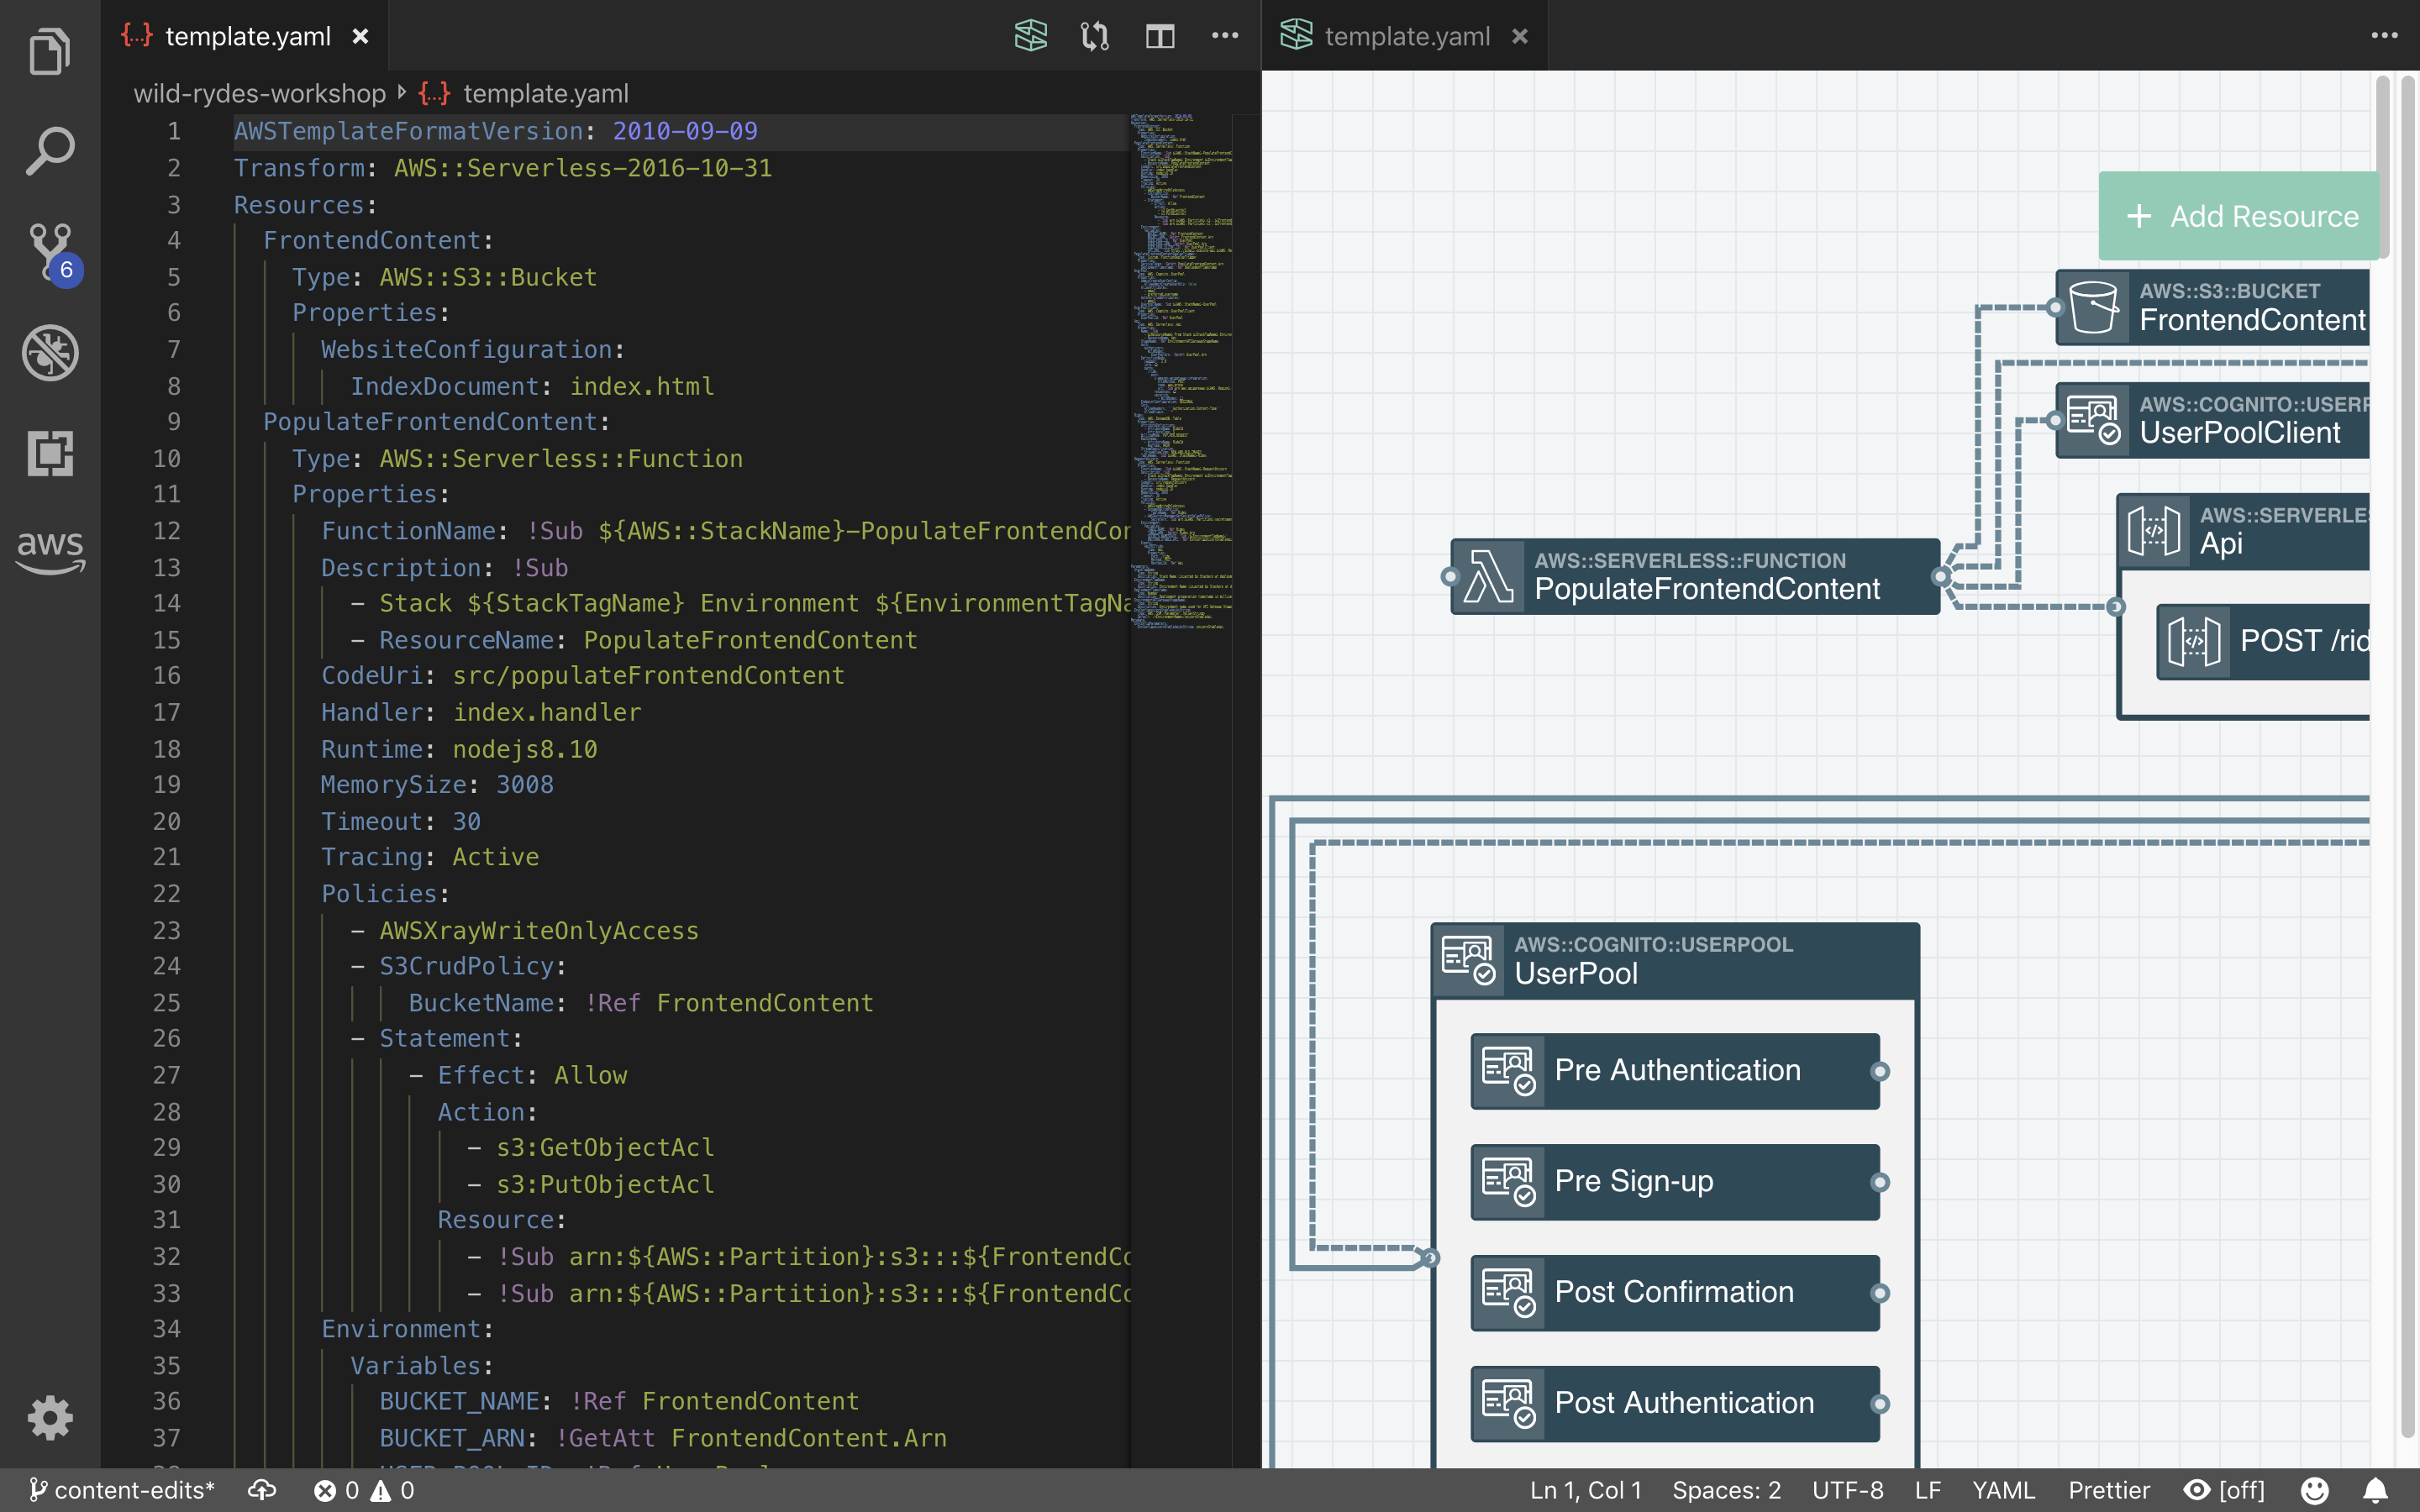 template.yaml
wild-rydes-workshop template.yaml
1 AWSTemplateFormatVersion: 2010-09-09
2 Transform: AWS::Serverless-2016-10-31
3 Resources:
4 FrontendContent:
5 Type: AWS::S3::Bucket
6 Properties:
7 WebsiteConfiguration:
8 IndexDocument: index.html
9 PopulateFrontendContent:
10 Type: AWS::Serverless::Function
11 Properties:
12 FunctionName: !Sub ${AWS::StackName}-PopulateFrontendCon
13 Description: !Sub
14 - Stack ${StackTagName} Environment ${EnvironmentTagNa
15 - ResourceName: PopulateFrontendContent
16 CodeUri: src/populateFrontendContent
17 Handler: index.handler
18 Runtime: nodejs8.10
19 MemorySize: 3008
20 Timeout: 30
21 Tracing: Active
22 Policies:
23 - AWSXrayWriteOnlyAccess
24 - S3CrudPolicy:
25 BucketName: !Ref FrontendContent
26 - Statement:
27 - Effect: Allow
28 Action:
29 - s3:GetObjectAcl
30 - s3:PutObjectAcl
31 Resource:
32 - !Sub arn:${AWS::Partition}:s3:::${FrontendCo
33 - !Sub arn:${AWS::Partition}:s3:::${FrontendCo
34 Environment:
35 Variables:
36 BUCKET_NAME: !Ref FrontendContent
37 BUCKET_ARN: !GetAtt FrontendContent.Arn
6
aws
template.yaml
+ Add Resource
AWS::S3::BUCKET
FrontendContent
AWS::COGNITO::USERP
UserPoolClient
AWS::SERVERLES
Api
POST /rid
AWS::SERVERLESS::FUNCTION
PopulateFrontendContent
AWS::COGNITO::USERPOOL
UserPool
Pre Authentication
Pre Sign-up
Post Confirmation
Post Authentication
content-edits* 0 0 Ln 1, Col 1 Spaces: 2 UTF-8 LF YAML Prettier [off]